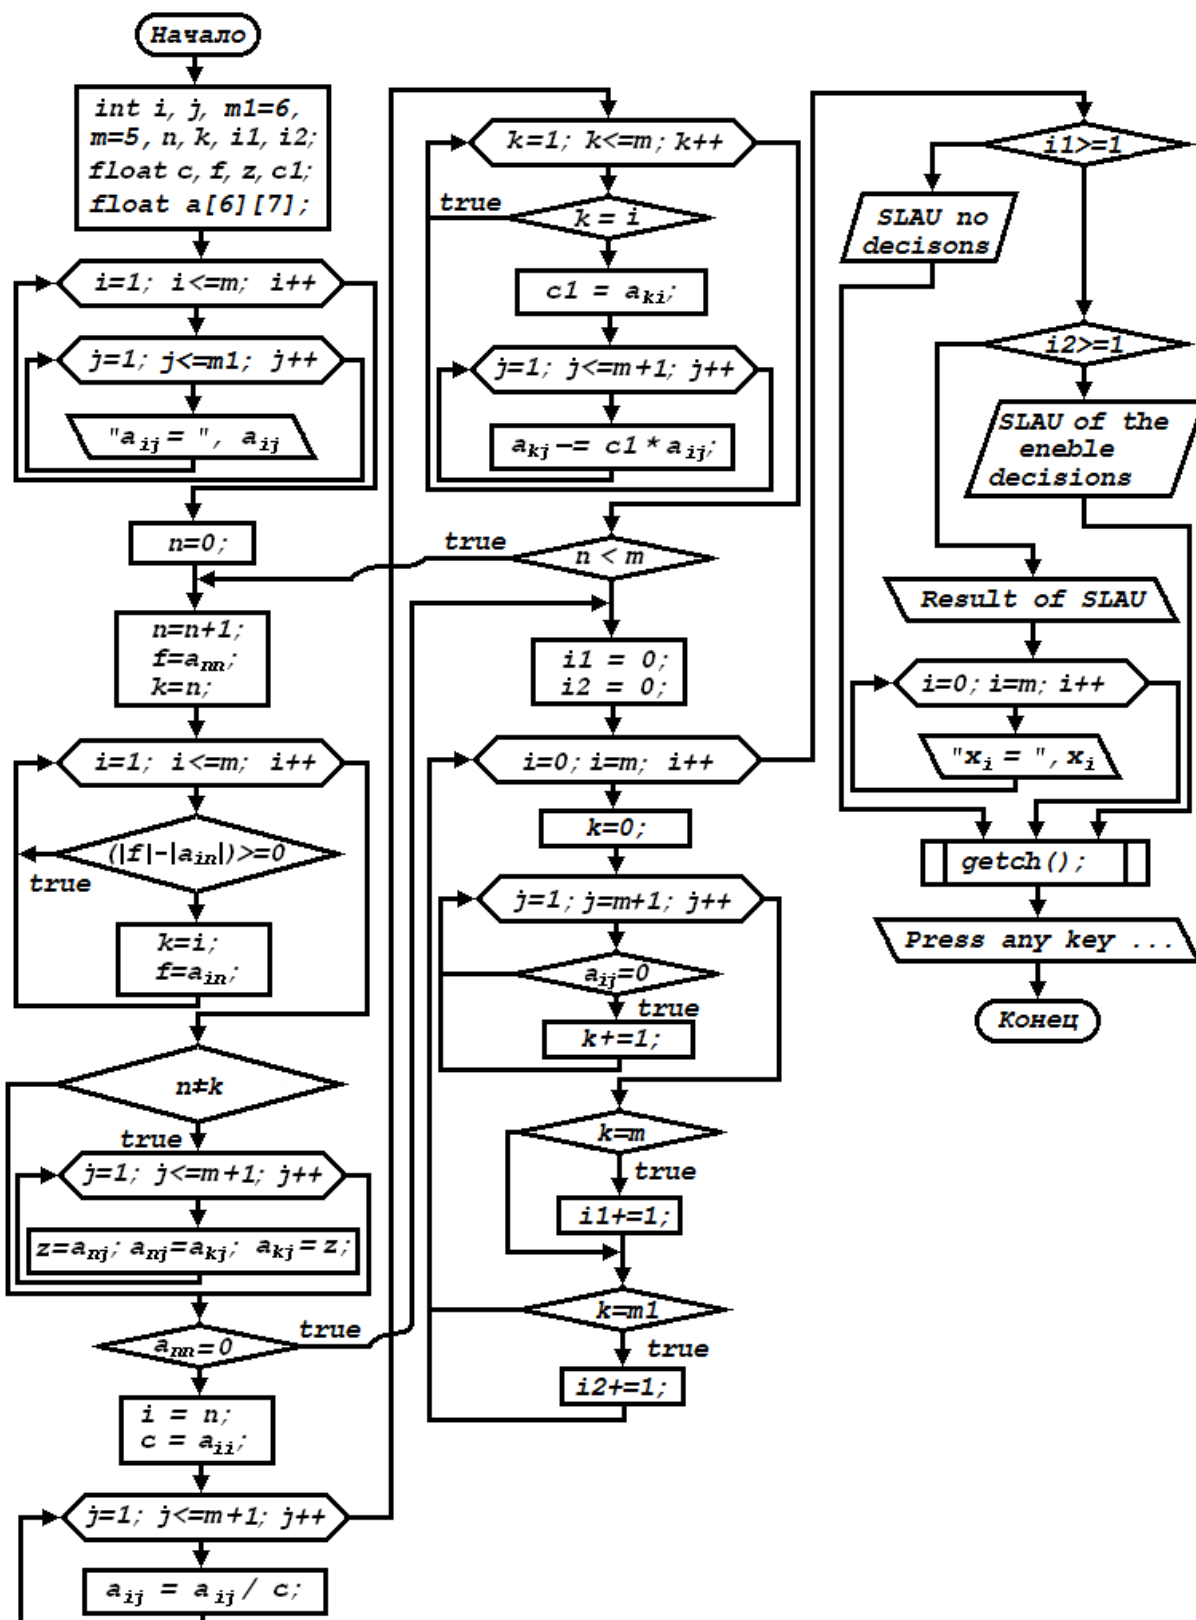 Начало
int i, j, m1=6,
m=5, n, k, i1, i2;
float c, f, z, c1;
float a[6][7];
i=1; i<=m; i++
j=1; j<=m1; j++
"aij = ", aij
n=0;
n=n+1;
f=ann;
k=n;
i=1; i<=m; i++
(|f|-|ain|)>=0
true
k=i;
f=ain;
n≠k
true
j=1; j<=m+1; j++
z=anj; anj=akj; akj=z;
ann=0
true
i = n;
c = aii;
j=1; j<=m+1; j++
aij = aij / c;
k=1; k<=m; k++
true
k = i
c1 = aki;
j=1; j<=m+1; j++
akj–= c1*aij;
true
n < m
i1 = 0;
i2 = 0;
i=0; i=m; i++
k=0;
j=1; j=m+1; j++
aij=0
true
k+=1;
k=m
true
i1+=1;
k=m1
true
i2+=1;
i1>=1
SLAU no
decisons
i2>=1
SLAU of the
eneble
decisions
Result of SLAU
i=0; i=m; i++
"xi = ", xi
getch();
Press any key ...
Конец